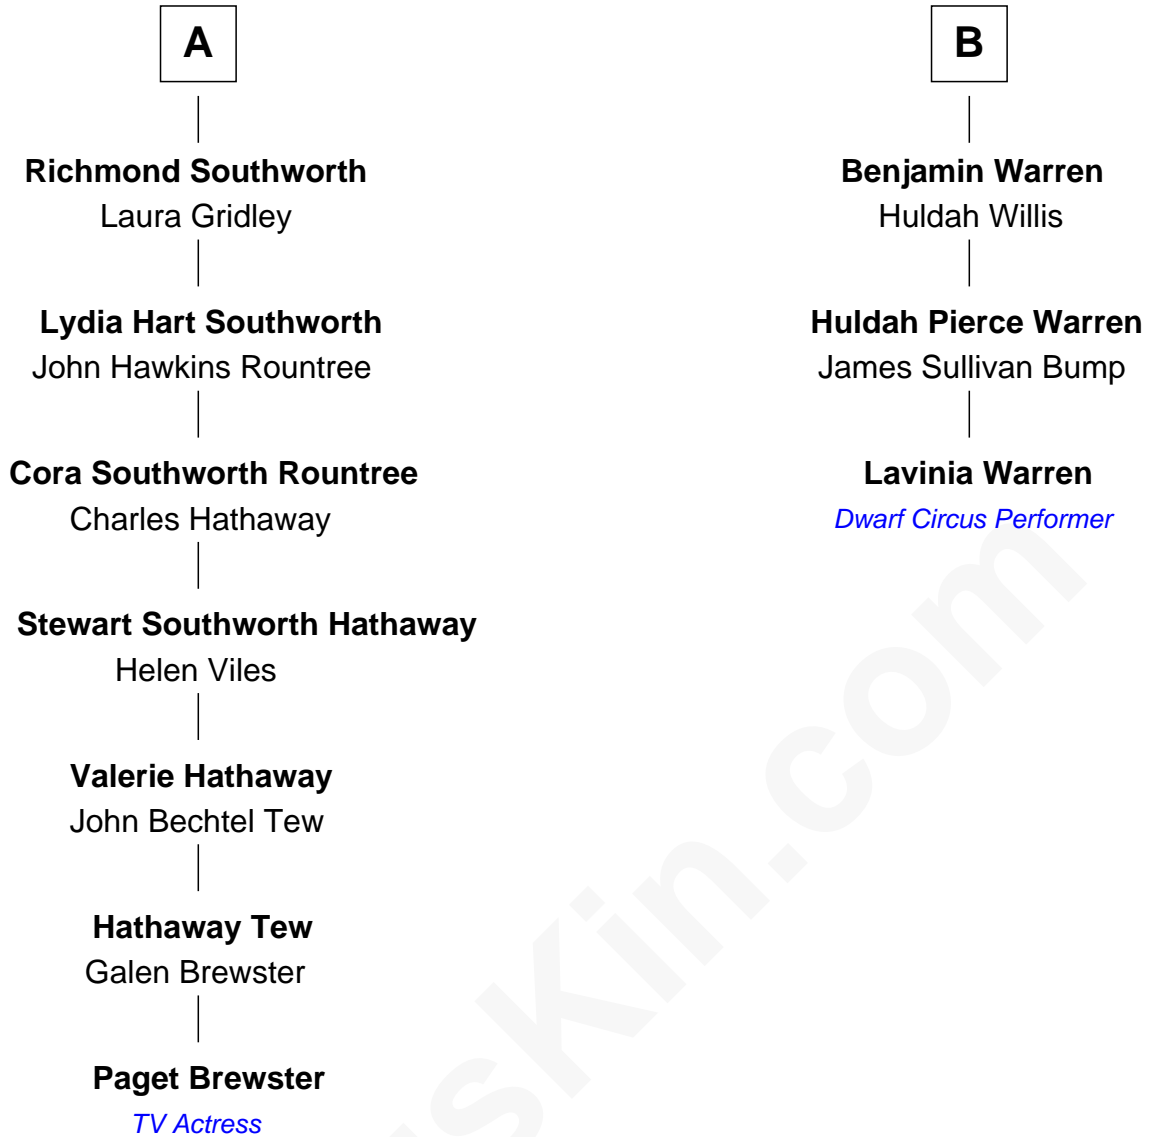 A
Richmond Southworth
Laura Gridley
Lydia Hart Southworth
John Hawkins Rountree
Cora Southworth Rountree
Charles Hathaway
Stewart Southworth Hathaway
Helen Viles
Valerie Hathaway
John Bechtel Tew
Hathaway Tew
Galen Brewster
Paget Brewster
TV Actress
B
Benjamin Warren
Huldah Willis
Huldah Pierce Warren
James Sullivan Bump
Lavinia Warren
Dwarf Circus Performer
sKin.com